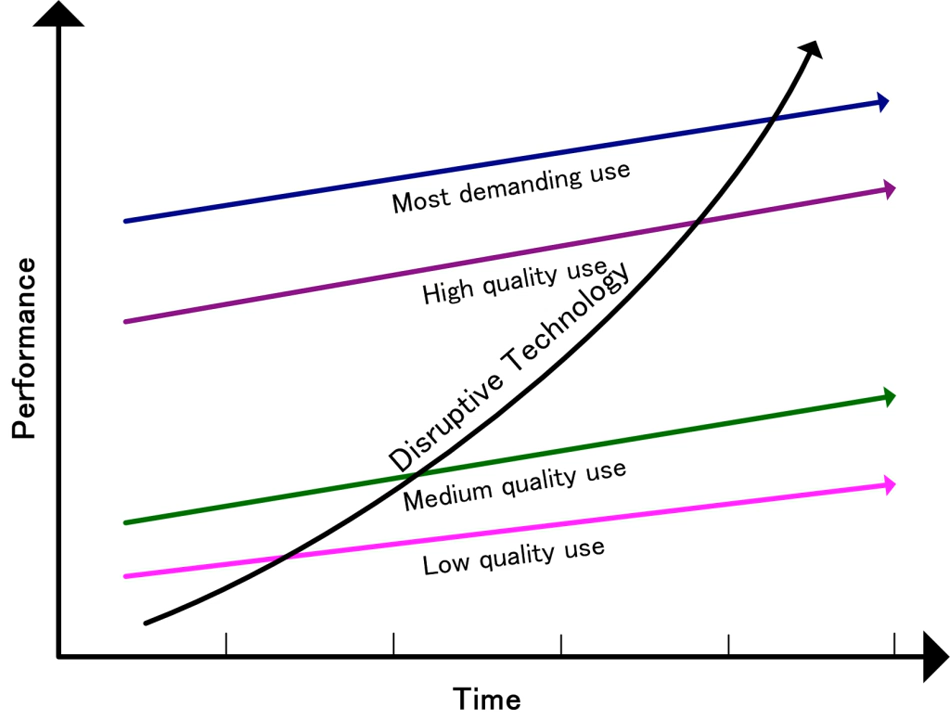 Most demanding use
High quality use
Disruptive Technology
Medium quality use
Low quality use
Performance
Time